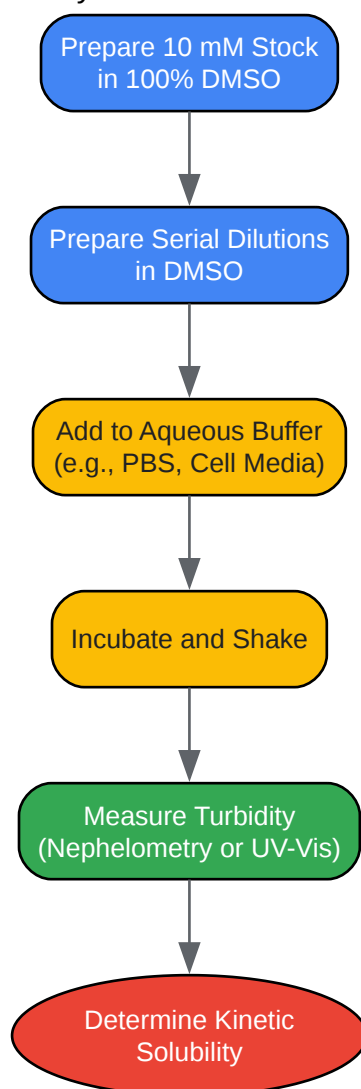 Prepare 10 mM Stock
in 100% DMSO
Prepare Serial Dilutions
in DMSO
Add to Aqueous Buffer
(e.g., PBS, Cell Media)
Incubate and Shake
Measure Turbidity
(Nephelometry or UV-Vis)
Determine Kinetic
Solubility